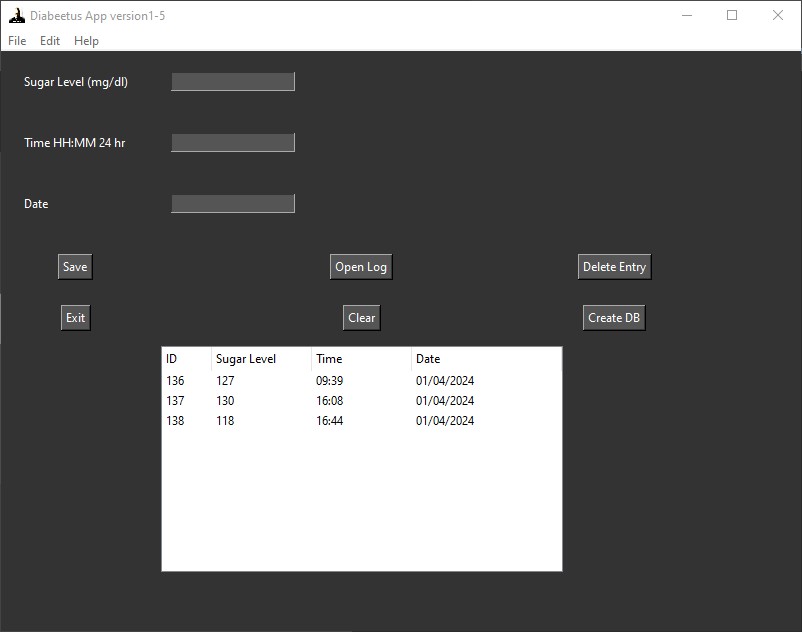 Diabeetus App version1-5
File Edit Help
Sugar Level (mg/dl)
Time HH:MM 24 hr
Date
Save Open Log Delete Entry
Exit Clear Create DB
ID Sugar Level Time Date
136 127 09:39 01/04/2024
137 130 16:08 01/04/2024
138 118 16:44 01/04/2024